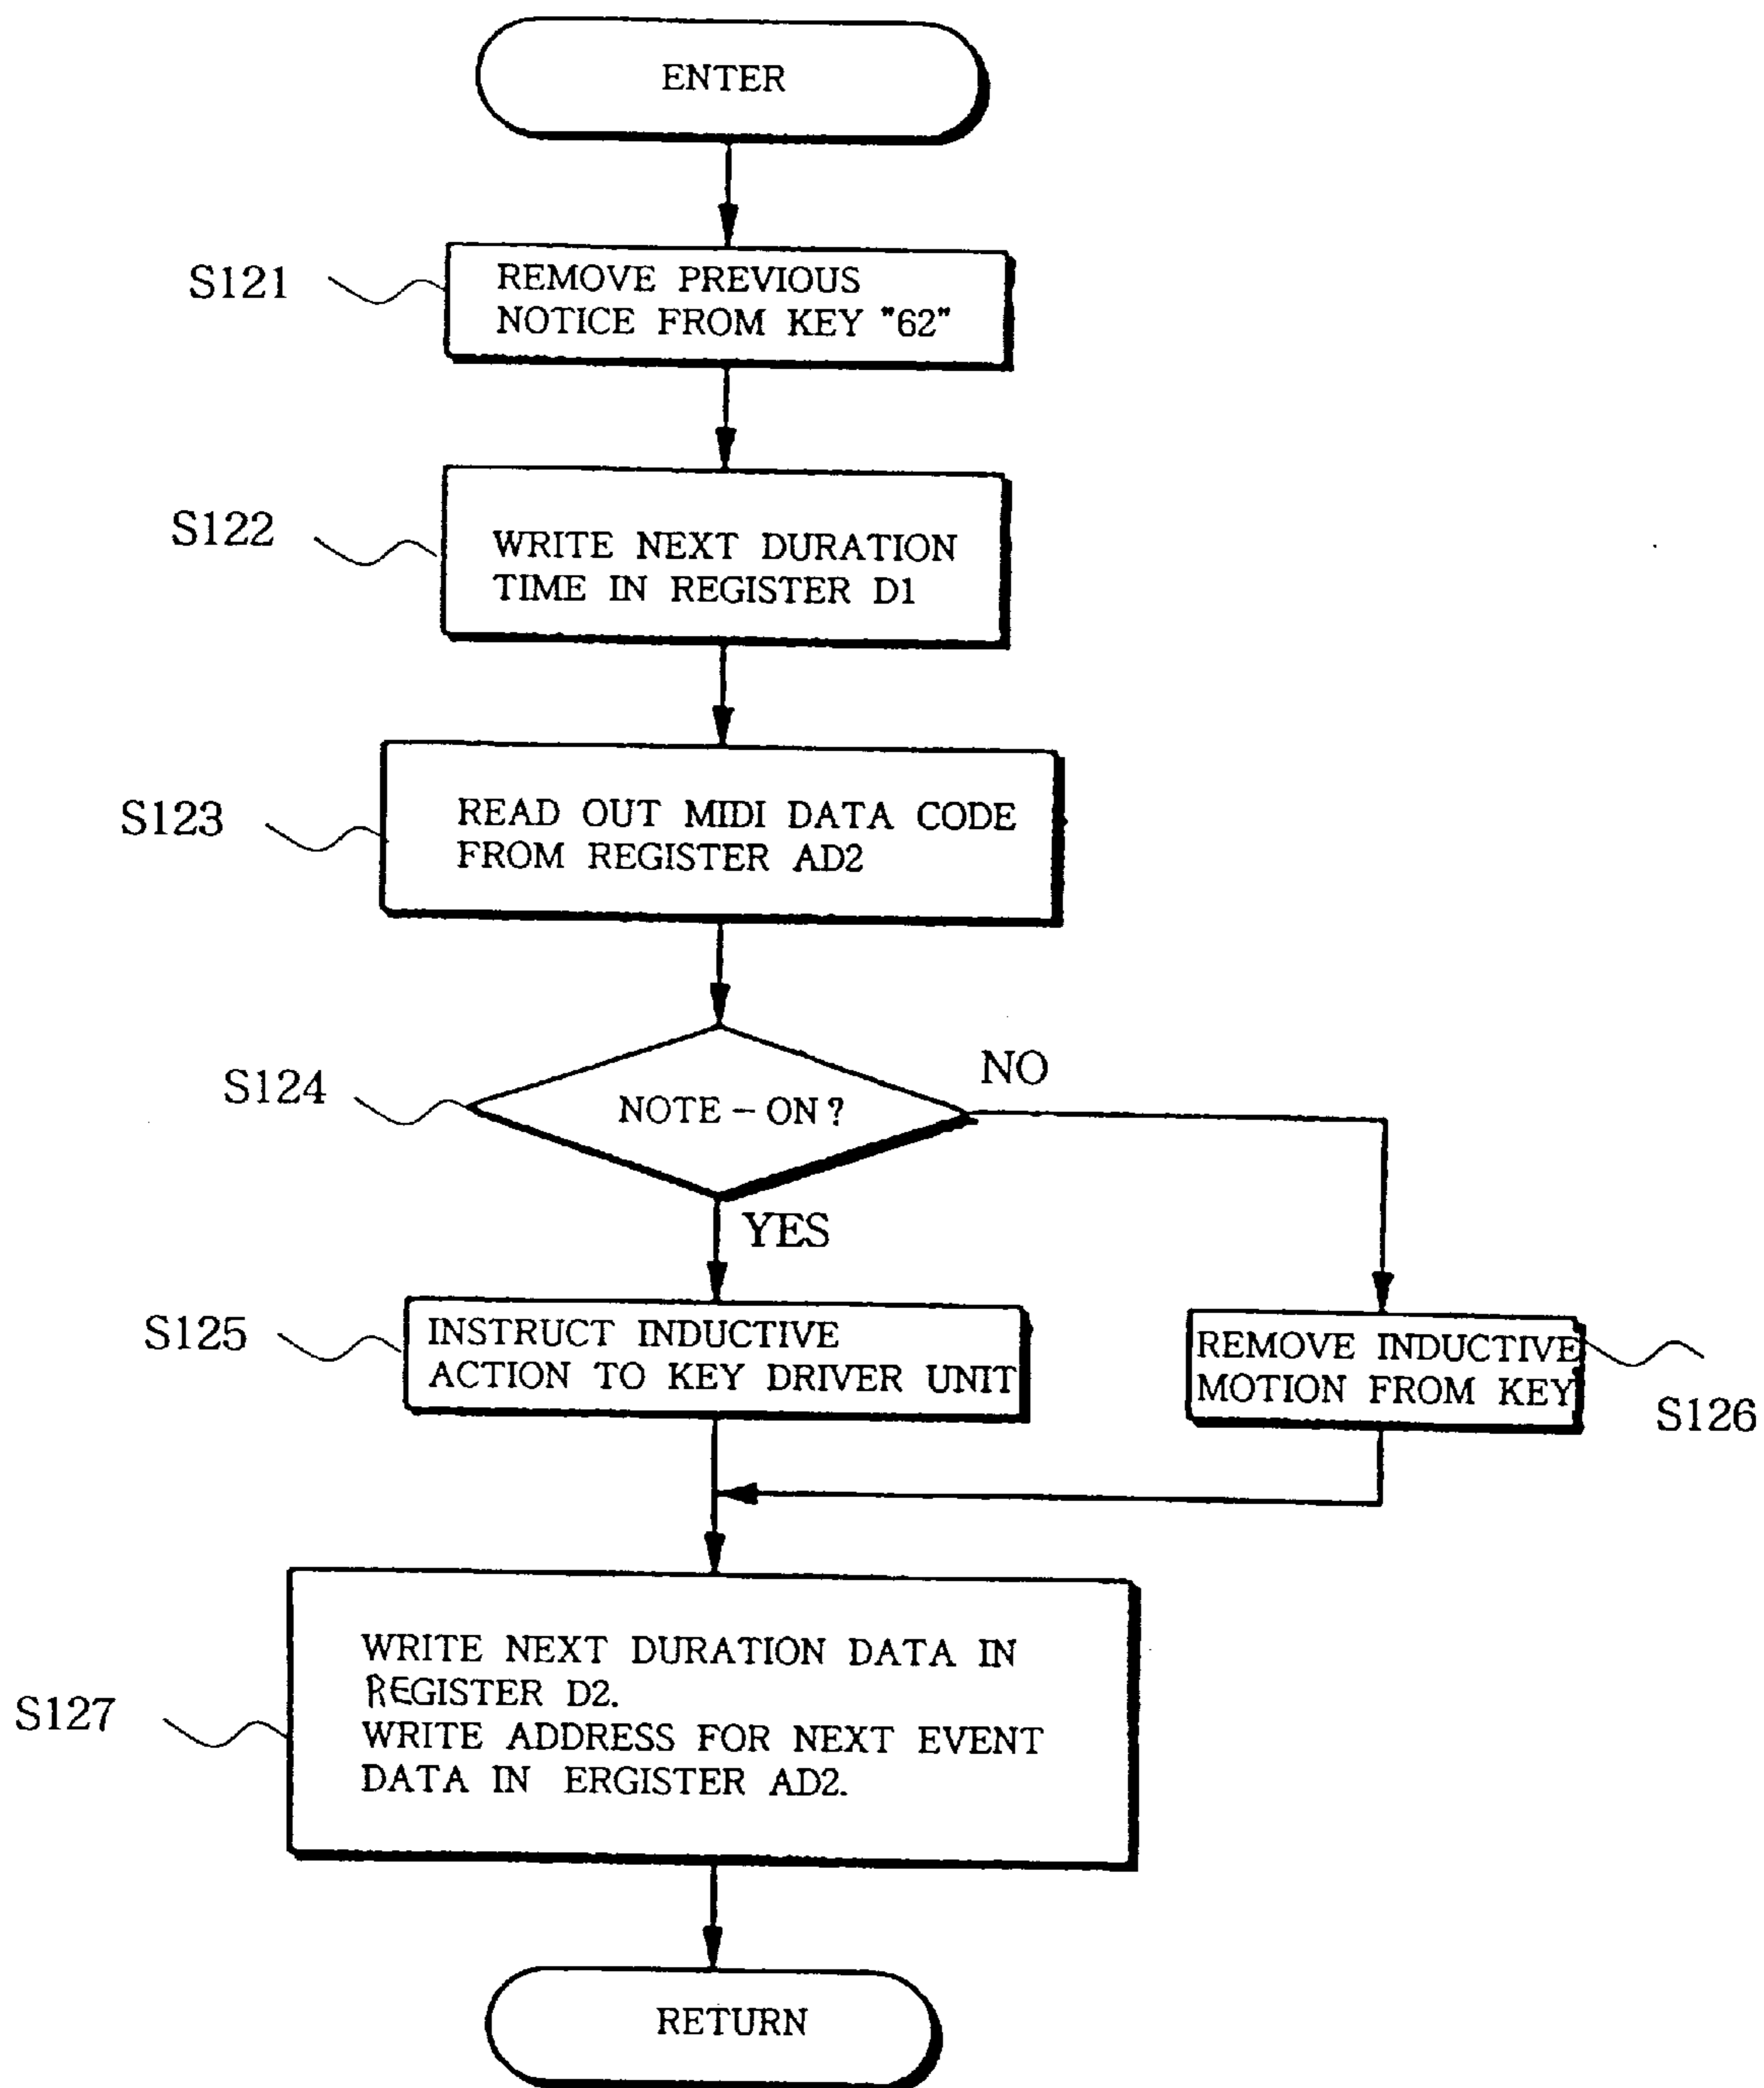 ENTER
S121
REMOVE PREVIOUS
NOTICE FROM KEY "62"
S122
WRITE NEXT DURATION
TIME IN REGISTER D1
S123
READ OUT MIDI DATA CODE
FROM REGISTER AD2
S124
NOTE – ON ?
NO
YES
S125
INSTRUCT INDUCTIVE
ACTION TO KEY DRIVER UNIT
REMOVE INDUCTIVE
MOTION FROM KEY
S126
S127
WRITE NEXT DURATION DATA IN
REGISTER D2.
WRITE ADDRESS FOR NEXT EVENT
DATA IN ERGISTER AD2.
RETURN